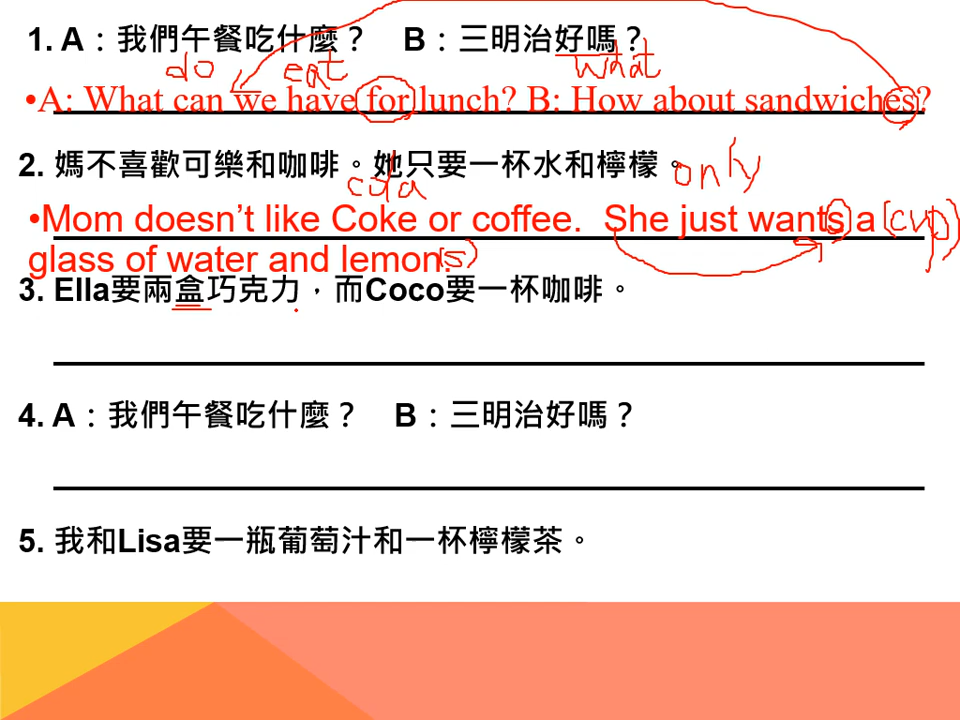 1. A：我們午餐吃什麼？ B：三明治好嗎？
do eat what
•A: What can we have for lunch? B: How about sandwiches?
2. 媽不喜歡可樂和咖啡。她只要一杯水和檸檬。
cola only
•Mom doesn't like Coke or coffee. She just wants a (cup)
glass of water and lemon.(s)
3. Ella要兩盒巧克力，而Coco要一杯咖啡。
4. A：我們午餐吃什麼？ B：三明治好嗎？
5. 我和Lisa要一瓶葡萄汁和一杯檸檬茶。